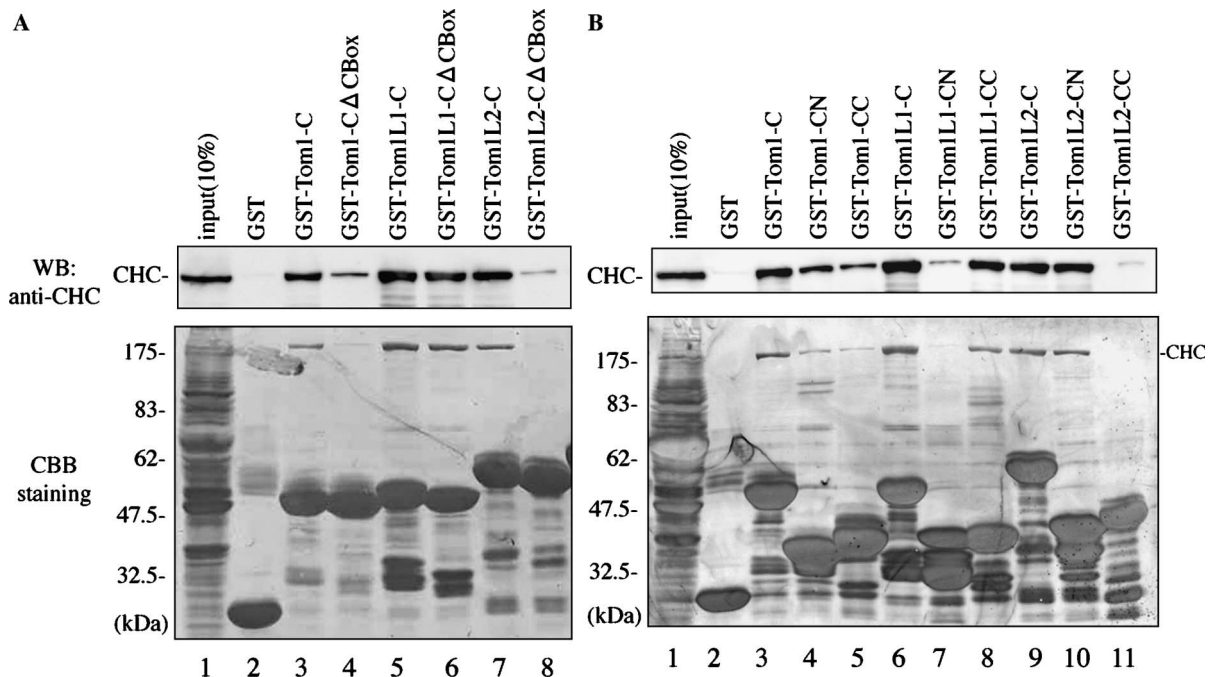 A
input(10%)
GST
GST-Tom1-C
GST-Tom1-CΔCBox
GST-Tom1L1-C
GST-Tom1L1-CΔCBox
GST-Tom1L2-C
GST-Tom1L2-CΔCBox
WB:
anti-CHC
CHC-
CBB
staining
175-
83-
62-
47.5-
32.5-
(kDa)
1 2 3 4 5 6 7 8
B
input(10%)
GST
GST-Tom1-C
GST-Tom1-CN
GST-Tom1-CC
GST-Tom1L1-C
GST-Tom1L1-CN
GST-Tom1L1-CC
GST-Tom1L2-C
GST-Tom1L2-CN
GST-Tom1L2-CC
CHC-
175-
83-
62-
47.5-
32.5-
(kDa)
-CHC
1 2 3 4 5 6 7 8 9 10 11